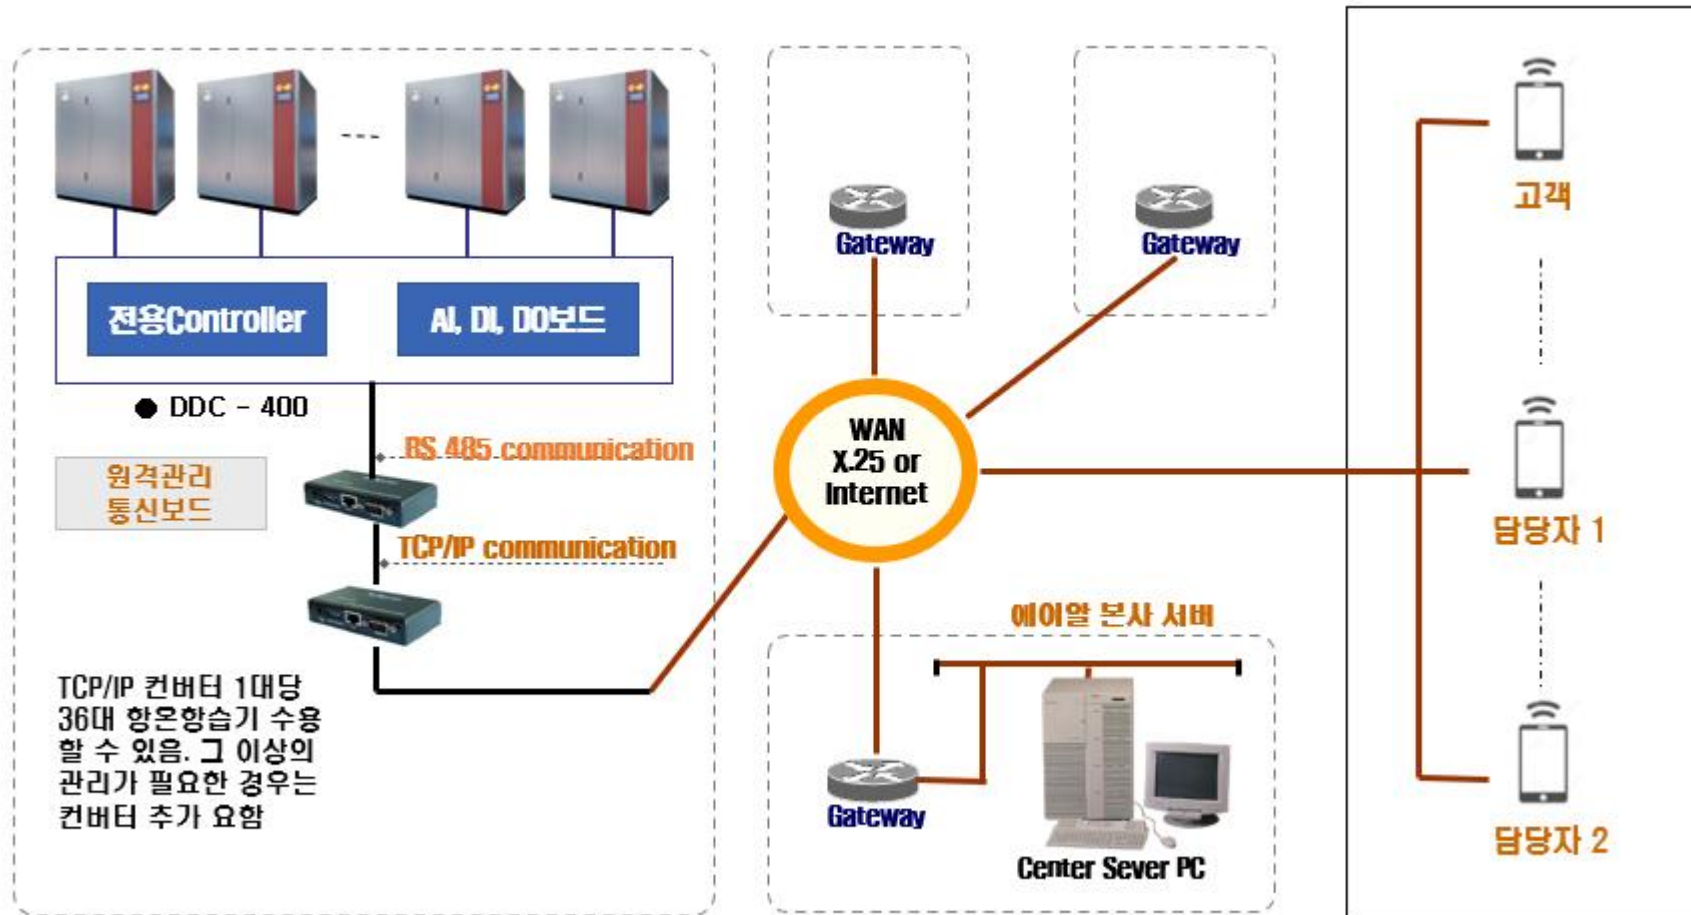 전용Controller
AI, DI, DO보드
● DDC - 400
RS 485 communication
원격관리
통신보드
TCP/IP communication
TCP/IP 컨버터 1대당
36대 항온항습기 수용
할 수 있음. 그 이상의
관리가 필요한 경우는
컨버터 추가 요함
Gateway
Gateway
WAN
X.25 or
Internet
에이알 본사 서버
Gateway
Center Sever PC
고객
담당자 1
담당자 2